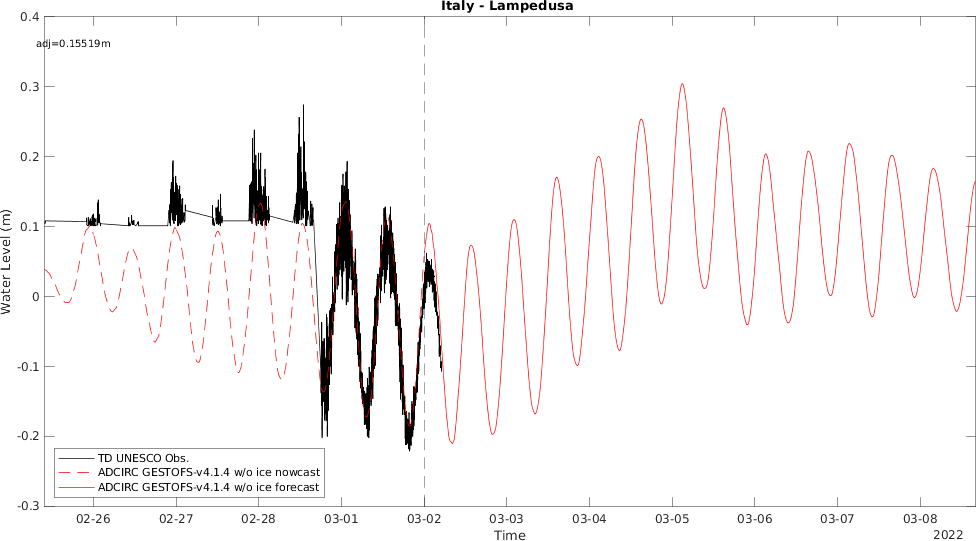 Italy - Lampedusa
adj=0.15519m
0.4
0.3
0.2
0.1
0
-0.1
-0.2
-0.3
Water Level (m)
TD UNESCO Obs.
ADCIRC GESTOFS-v4.1.4 w/o ice nowcast
ADCIRC GESTOFS-v4.1.4 w/o ice forecast
02-26 02-27 02-28 03-01 03-02 03-03 03-04 03-05 03-06 03-07 03-08
Time
2022